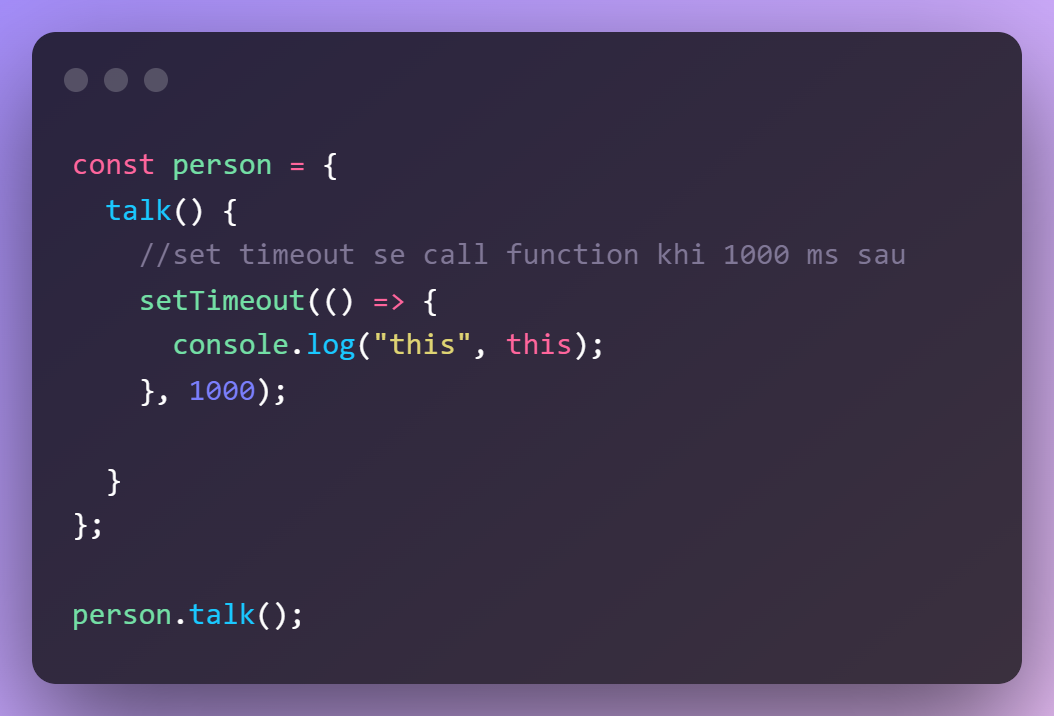 const person = {
  talk() {
    //set timeout se call function khi 1000 ms sau
    setTimeout(() => {
      console.log("this", this);
    }, 1000);

  }
};

person.talk();